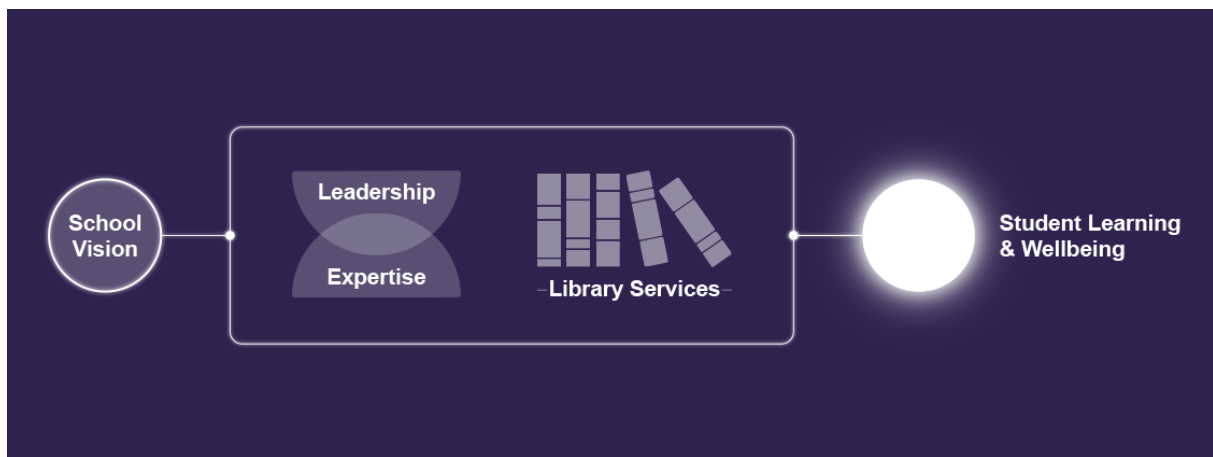 School
Vision
Leadership
Expertise
Library Services
Student Learning
& Wellbeing